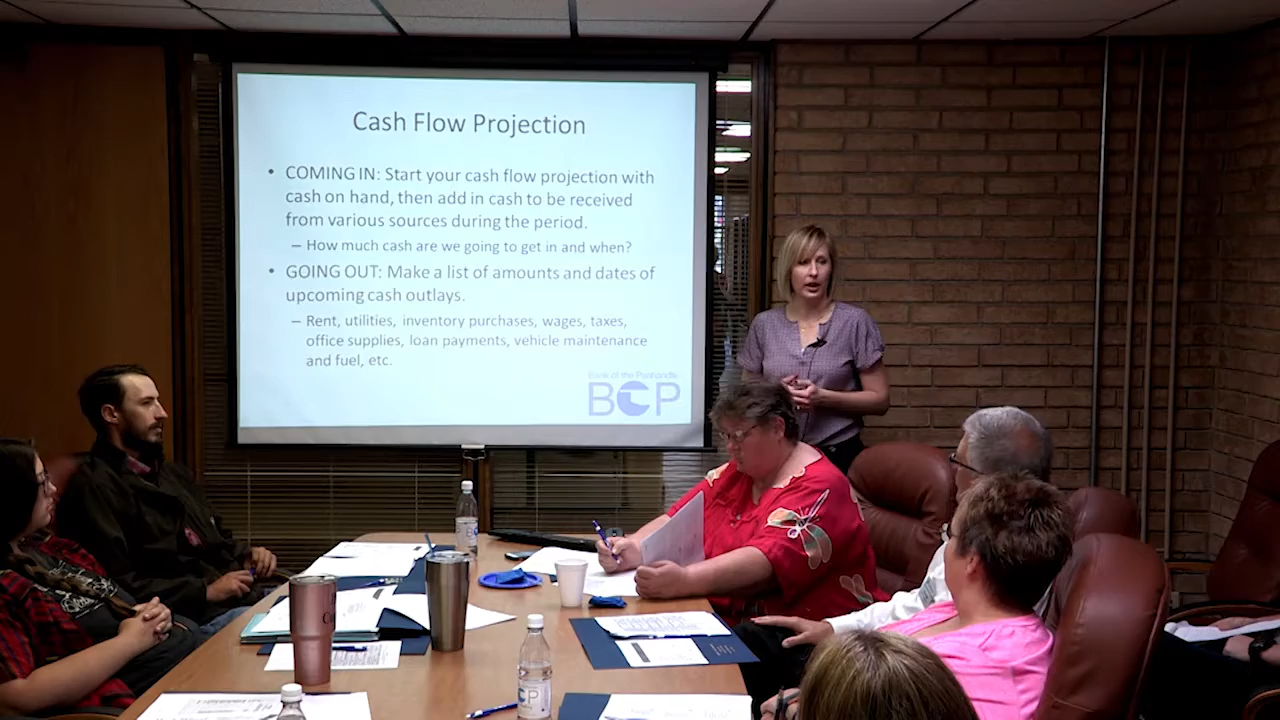 Cash Flow Projection
• COMING IN: Start your cash flow projection with
cash on hand, then add in cash to be received
from various sources during the period.
– How much cash are we going to get in and when?
• GOING OUT: Make a list of amounts and dates of
upcoming cash outlays.
– Rent, utilities, inventory purchases, wages, taxes,
office supplies, loan payments, vehicle maintenance
and fuel, etc.
Bank of the Panhandle
BCP